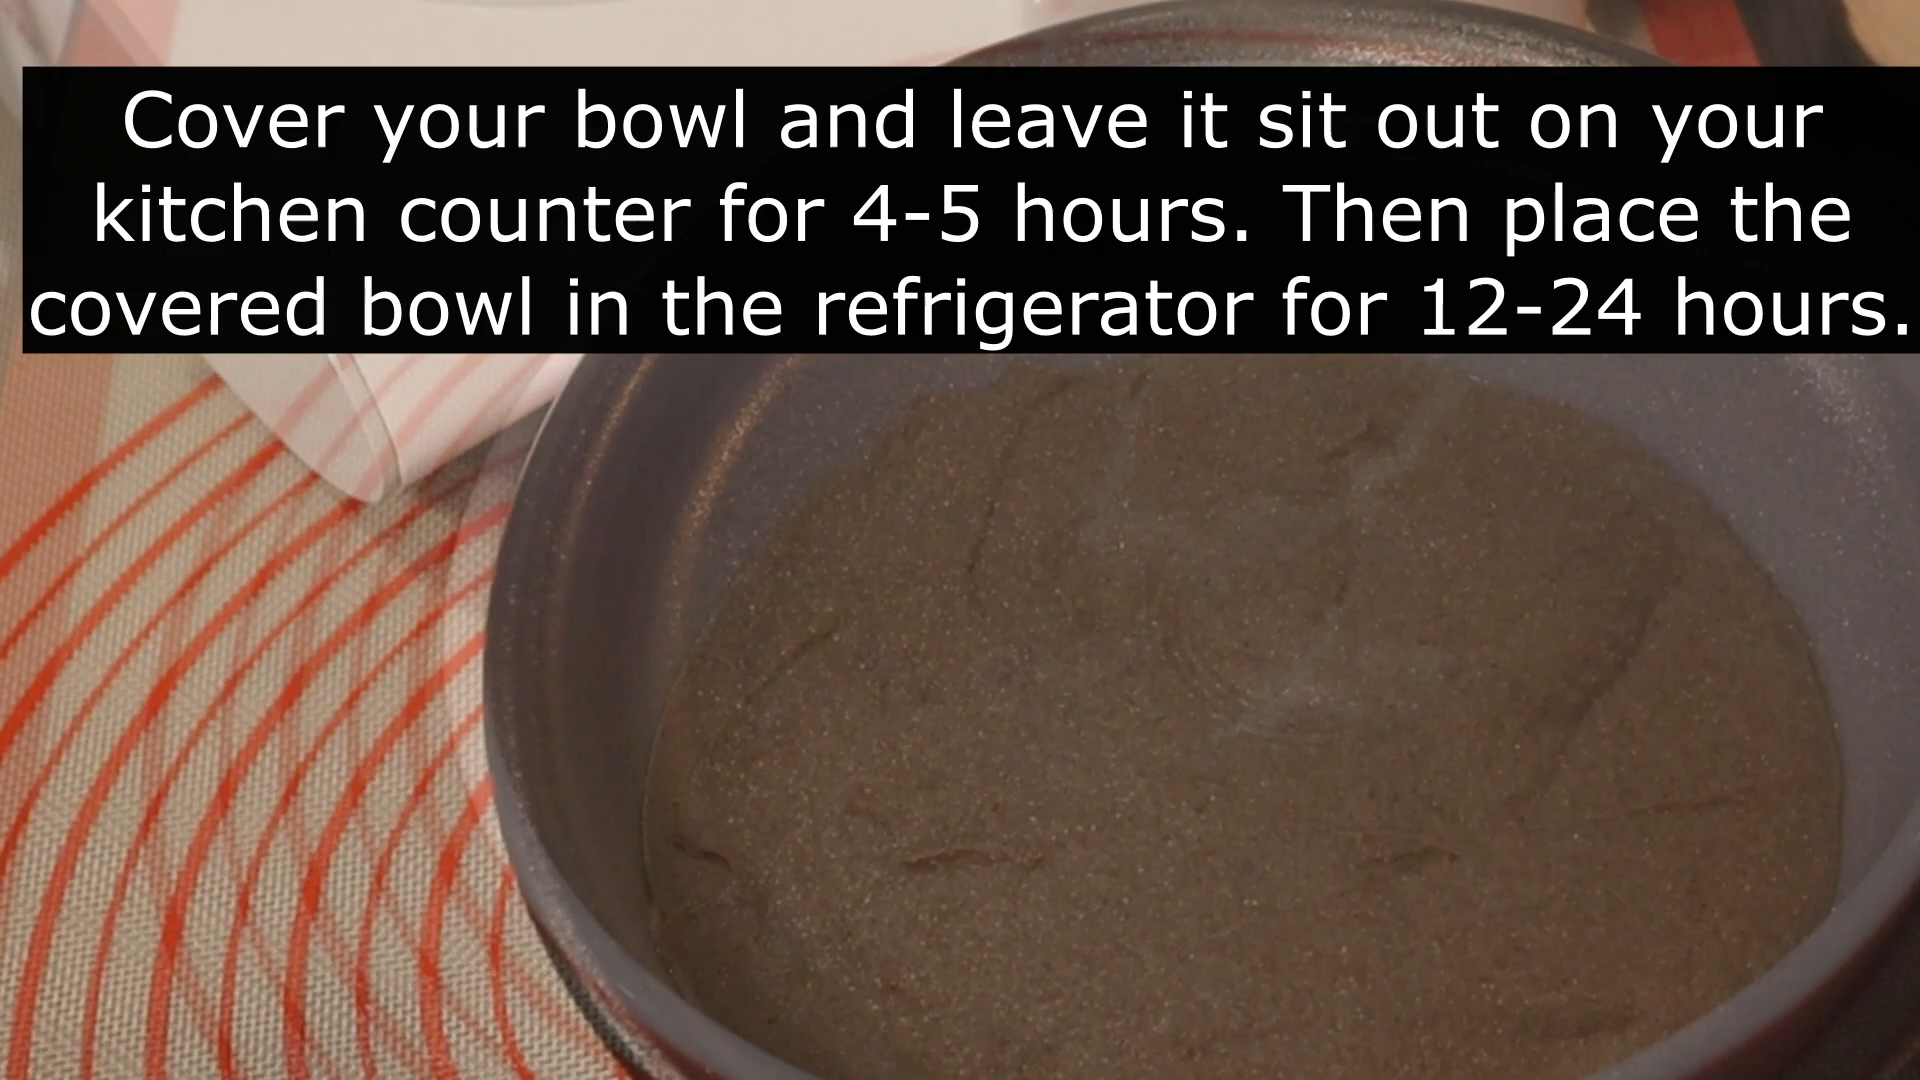 Cover your bowl and leave it sit out on your
kitchen counter for 4-5 hours. Then place the
covered bowl in the refrigerator for 12-24 hours.